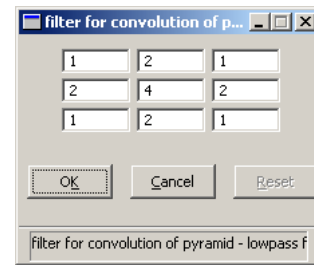 filter for convolution of p...
1 2 1
2 4 2
1 2 1
OK Cancel Reset
filter for convolution of pyramid - lowpass f